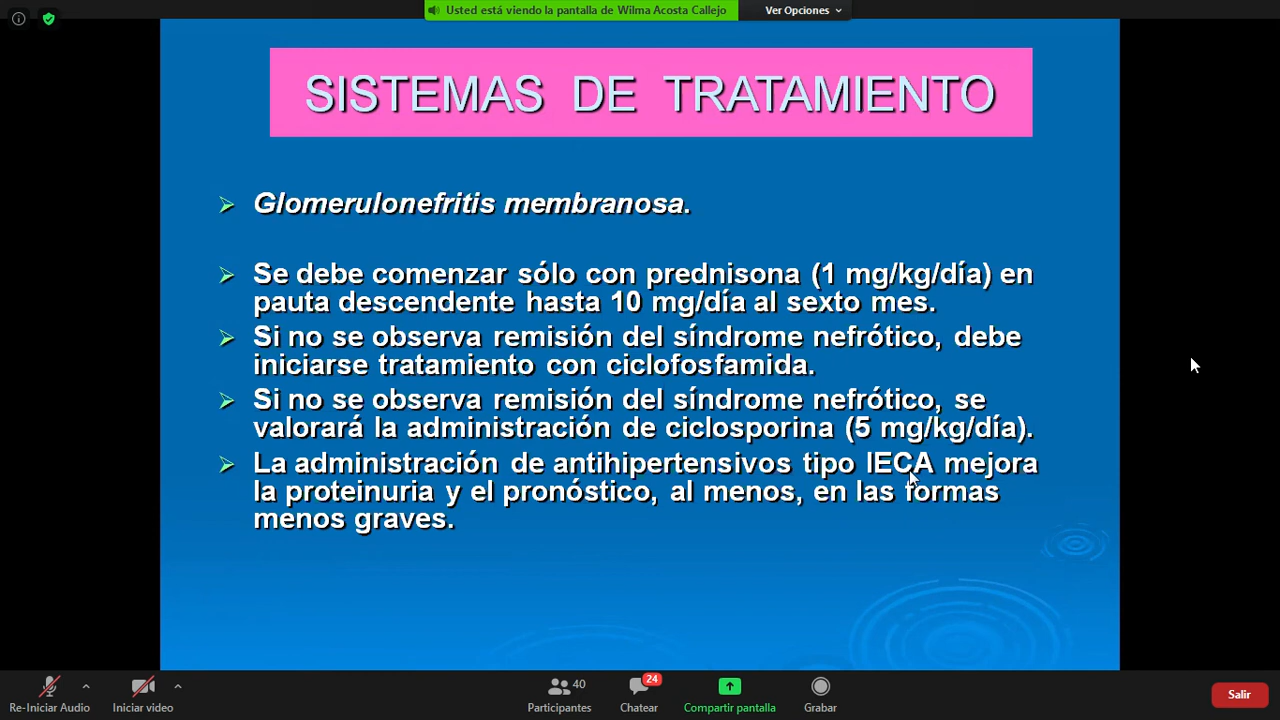 Usted está viendo la pantalla de Wilma Acosta Callejo
Ver Opciones
SISTEMAS DE TRATAMIENTO
Glomerulonefritis membranosa.
Se debe comenzar sólo con prednisona (1 mg/kg/día) en
pauta descendente hasta 10 mg/día al sexto mes.
Si no se observa remisión del síndrome nefrótico, debe
iniciarse tratamiento con ciclofosfamida.
Si no se observa remisión del síndrome nefrótico, se
valorará la administración de ciclosporina (5 mg/kg/día).
La administración de antihipertensivos tipo IECA mejora
la proteinuria y el pronóstico, al menos, en las formas
menos graves.
Re-Iniciar Audio
Iniciar video
40
Participantes
24
Chatear
Compartir pantalla
Grabar
Salir